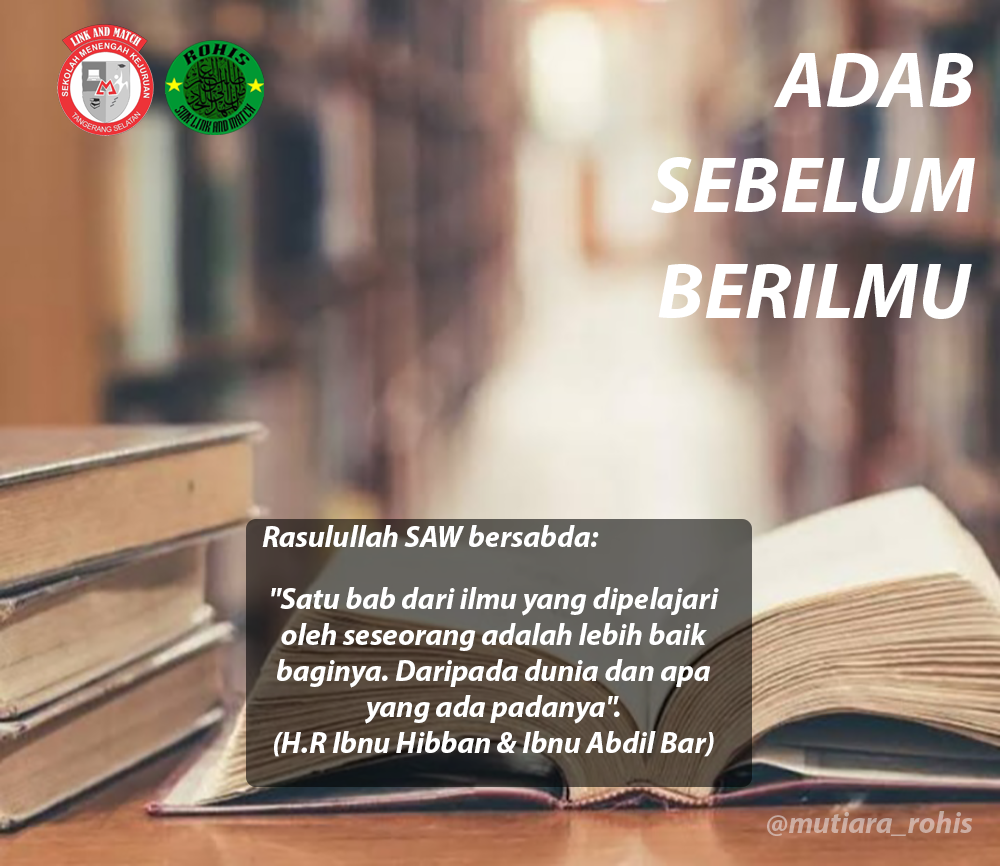 LINK AND MATCH
SEKOLAH MENENGAH KEJURUAN
TANGERANG SELATAN
ROHIS
SMK LINK AND MATCH
ADAB
SEBELUM
BERILMU
Rasulullah SAW bersabda:
"Satu bab dari ilmu yang dipelajari
oleh seseorang adalah lebih baik
baginya. Daripada dunia dan apa
yang ada padanya".
(H.R Ibnu Hibban & Ibnu Abdil Bar)
@mutiara_rohis